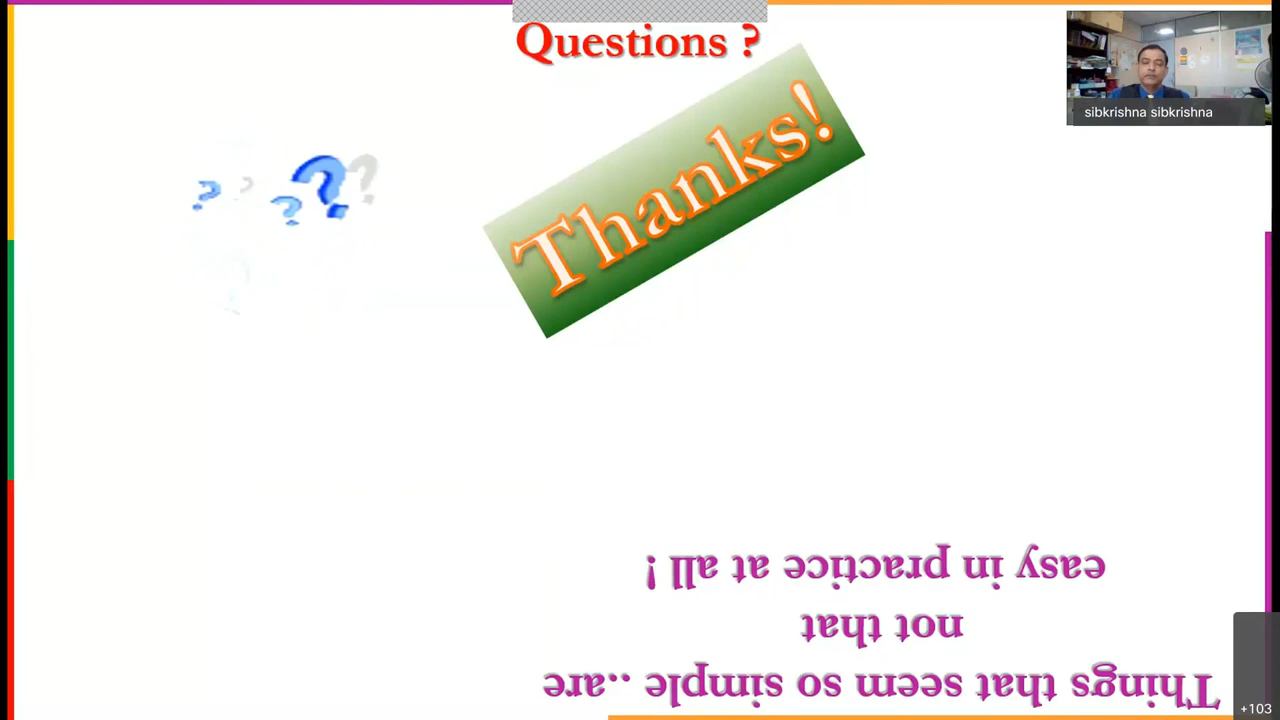 Questions ?
sibkrishna sibkrishna
Thanks!
? ? ? ? ?
Things that seem so simple ..are
not that
easy in practice at all !
+103